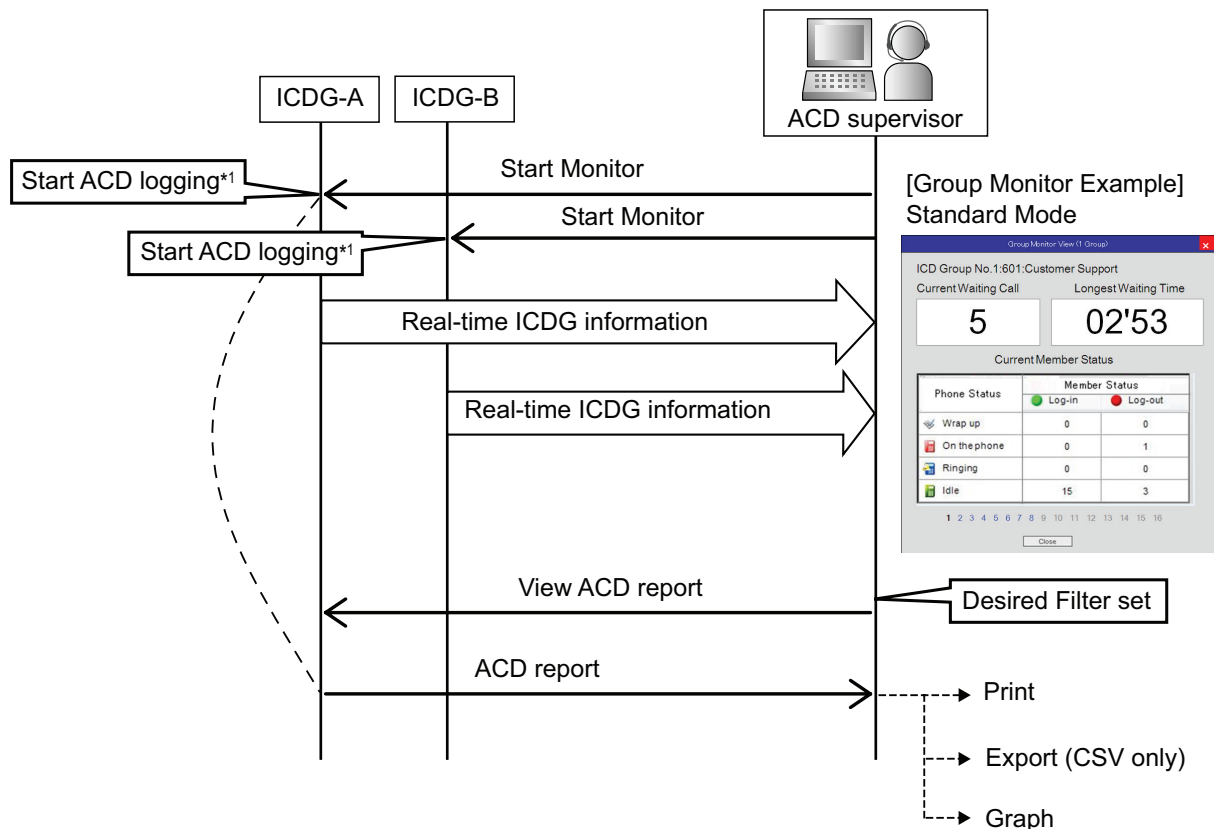 ACD supervisor
ICDG-A
ICDG-B
Start ACD logging*1
Start Monitor
Start ACD logging*1
Start Monitor
Real-time ICDG information
Real-time ICDG information
[Group Monitor Example]
Standard Mode
Group Monitor View (1 Group)
ICD Group No.1:601:Customer Support
Current Waiting Call
Longest Waiting Time
5
02'53
Current Member Status
Phone Status
Member Status
Log-in
Log-out
Wrap up 0 0
On the phone 0 1
Ringing 0 0
Idle 15 3
1 2 3 4 5 6 7 8 9 10 11 12 13 14 15 16
Close
View ACD report
Desired Filter set
ACD report
Print
Export (CSV only)
Graph